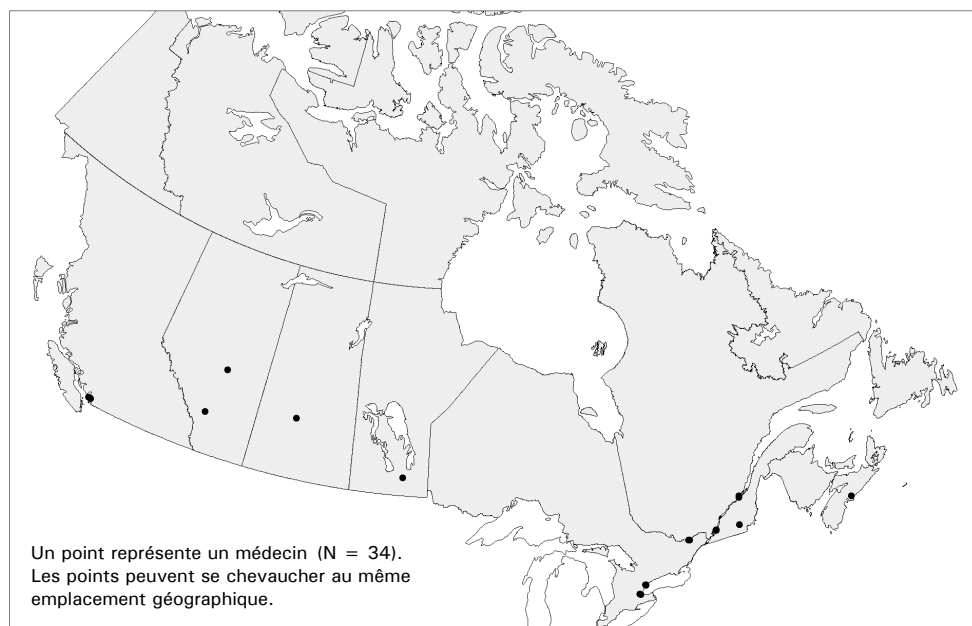 Un point représente un médecin (N = 34).
Les points peuvent se chevaucher au même
emplacement géographique.